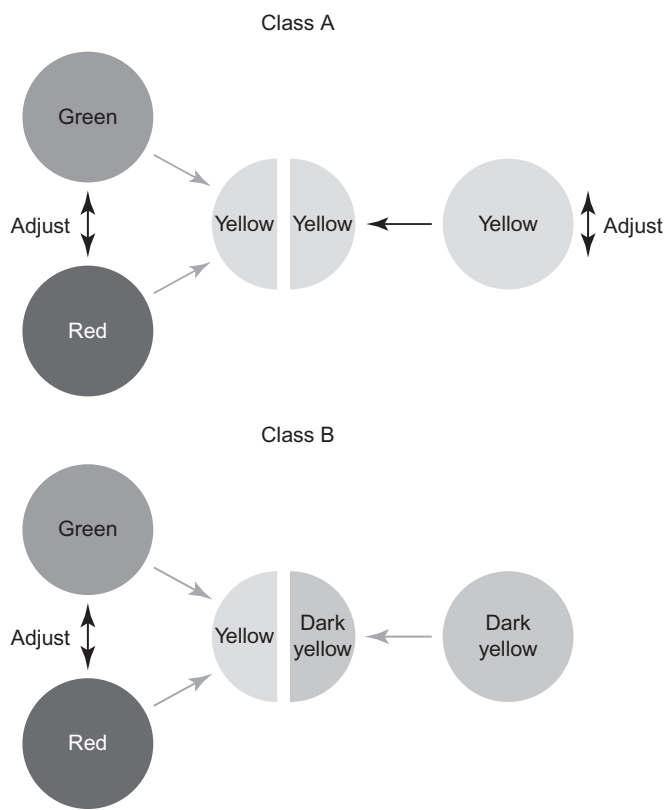 Class A
Green
Adjust
Yellow Yellow
Yellow
Adjust
Red
Class B
Green
Adjust
Yellow
Dark
yellow
Dark
yellow
Red